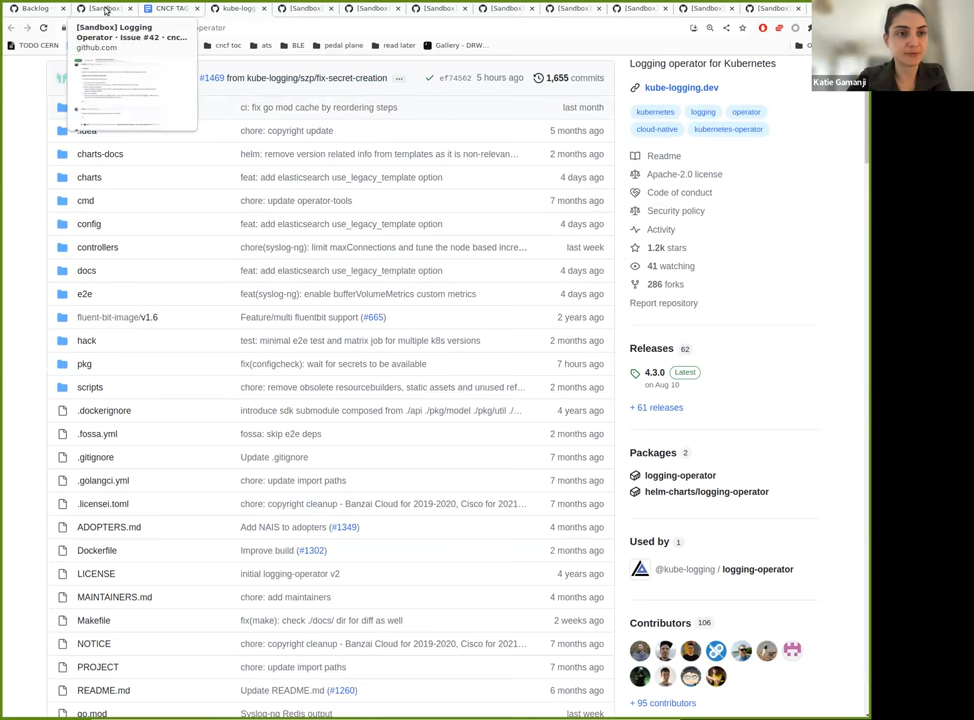 Backlog
[Sandbox]
CNCF TAG
kube-logg
[Sandbox]
[Sandbox]
[Sandbox]
[Sandbox]
[Sandbox]
[Sandbox]
[Sandbox]
[Sandbox]
[Sandbox] Logging
Operator · Issue #42 · cnc...
github.com
operator
TODO CERN
cncf toc
ats
BLE
pedal plane
read later
Gallery - DRW...
Katie Gamanji
#1469 from kube-logging/szp/fix-secret-creation
ef74562 5 hours ago
1,655 commits
ci: fix go mod cache by reordering steps
last month
.idea
chore: copyright update
5 months ago
charts-docs
helm: remove version related info from templates as it is non-relevan...
2 months ago
charts
feat: add elasticsearch use_legacy_template option
4 days ago
cmd
chore: update operator-tools
7 months ago
config
feat: add elasticsearch use_legacy_template option
4 days ago
controllers
chore(syslog-ng): limit maxConnections and tune the node based incre...
last week
docs
feat: add elasticsearch use_legacy_template option
4 days ago
e2e
feat(syslog-ng): enable bufferVolumeMetrics custom metrics
4 days ago
fluent-bit-image/v1.6
Feature/multi fluentbit support (#665)
2 years ago
hack
test: minimal e2e test and matrix job for multiple k8s versions
2 months ago
pkg
fix(configcheck): wait for secrets to be available
7 hours ago
scripts
chore: remove obsolete resourcebuilders, static assets and unused ref...
2 months ago
.dockerignore
introduce sdk submodule composed from ./api ./pkg/model ./pkg/util ./...
4 years ago
.fossa.yml
fossa: skip e2e deps
2 months ago
.gitignore
Update .gitignore
7 months ago
.golangci.yml
chore: update import paths
7 months ago
.licensei.toml
chore: copyright cleanup - Banzai Cloud for 2019-2020, Cisco for 2021...
7 months ago
ADOPTERS.md
Add NAIS to adopters (#1349)
4 months ago
Dockerfile
Improve build (#1302)
2 months ago
LICENSE
initial logging-operator v2
4 years ago
MAINTAINERS.md
chore: add maintainers
4 months ago
Makefile
fix(make): check ./docs/ dir for diff as well
2 weeks ago
NOTICE
chore: copyright cleanup - Banzai Cloud for 2019-2020, Cisco for 2021...
7 months ago
PROJECT
chore: update import paths
7 months ago
README.md
Update README.md (#1260)
6 months ago
go.mod
Syslog-ng Redis output
last week
Logging operator for Kubernetes
kube-logging.dev
kubernetes
logging
operator
cloud-native
kubernetes-operator
Readme
Apache-2.0 license
Code of conduct
Security policy
Activity
1.2k stars
41 watching
286 forks
Report repository
Releases 62
4.3.0 Latest
on Aug 10
+ 61 releases
Packages 2
logging-operator
helm-charts/logging-operator
Used by 1
@kube-logging / logging-operator
Contributors 106
+ 95 contributors